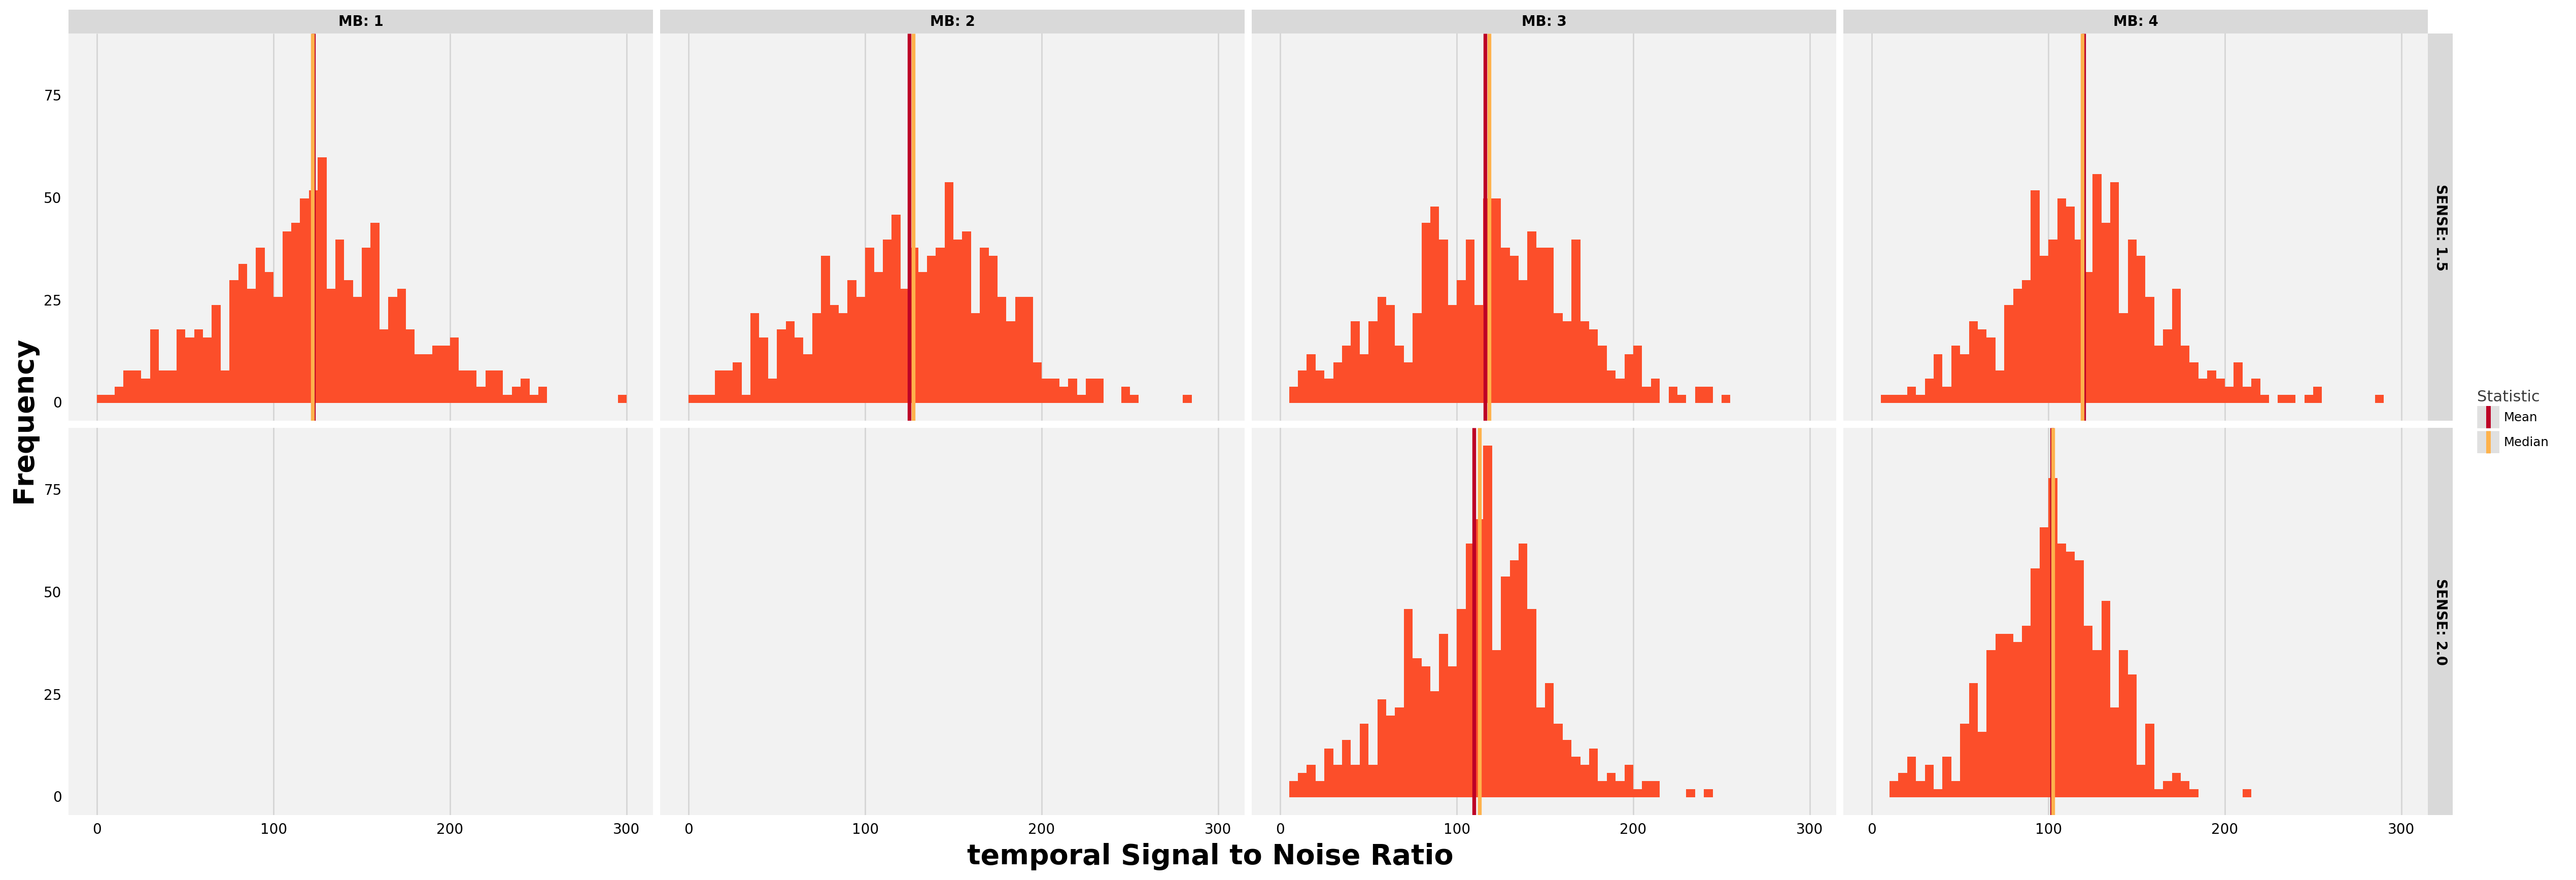 MB: 1
MB: 2
MB: 3
MB: 4
75
50
25
0
SENSE: 1.5
Frequency
75
50
25
0
SENSE: 2.0
0 100 200 300
0 100 200 300
0 100 200 300
0 100 200 300
temporal Signal to Noise Ratio
Statistic
Mean
Median